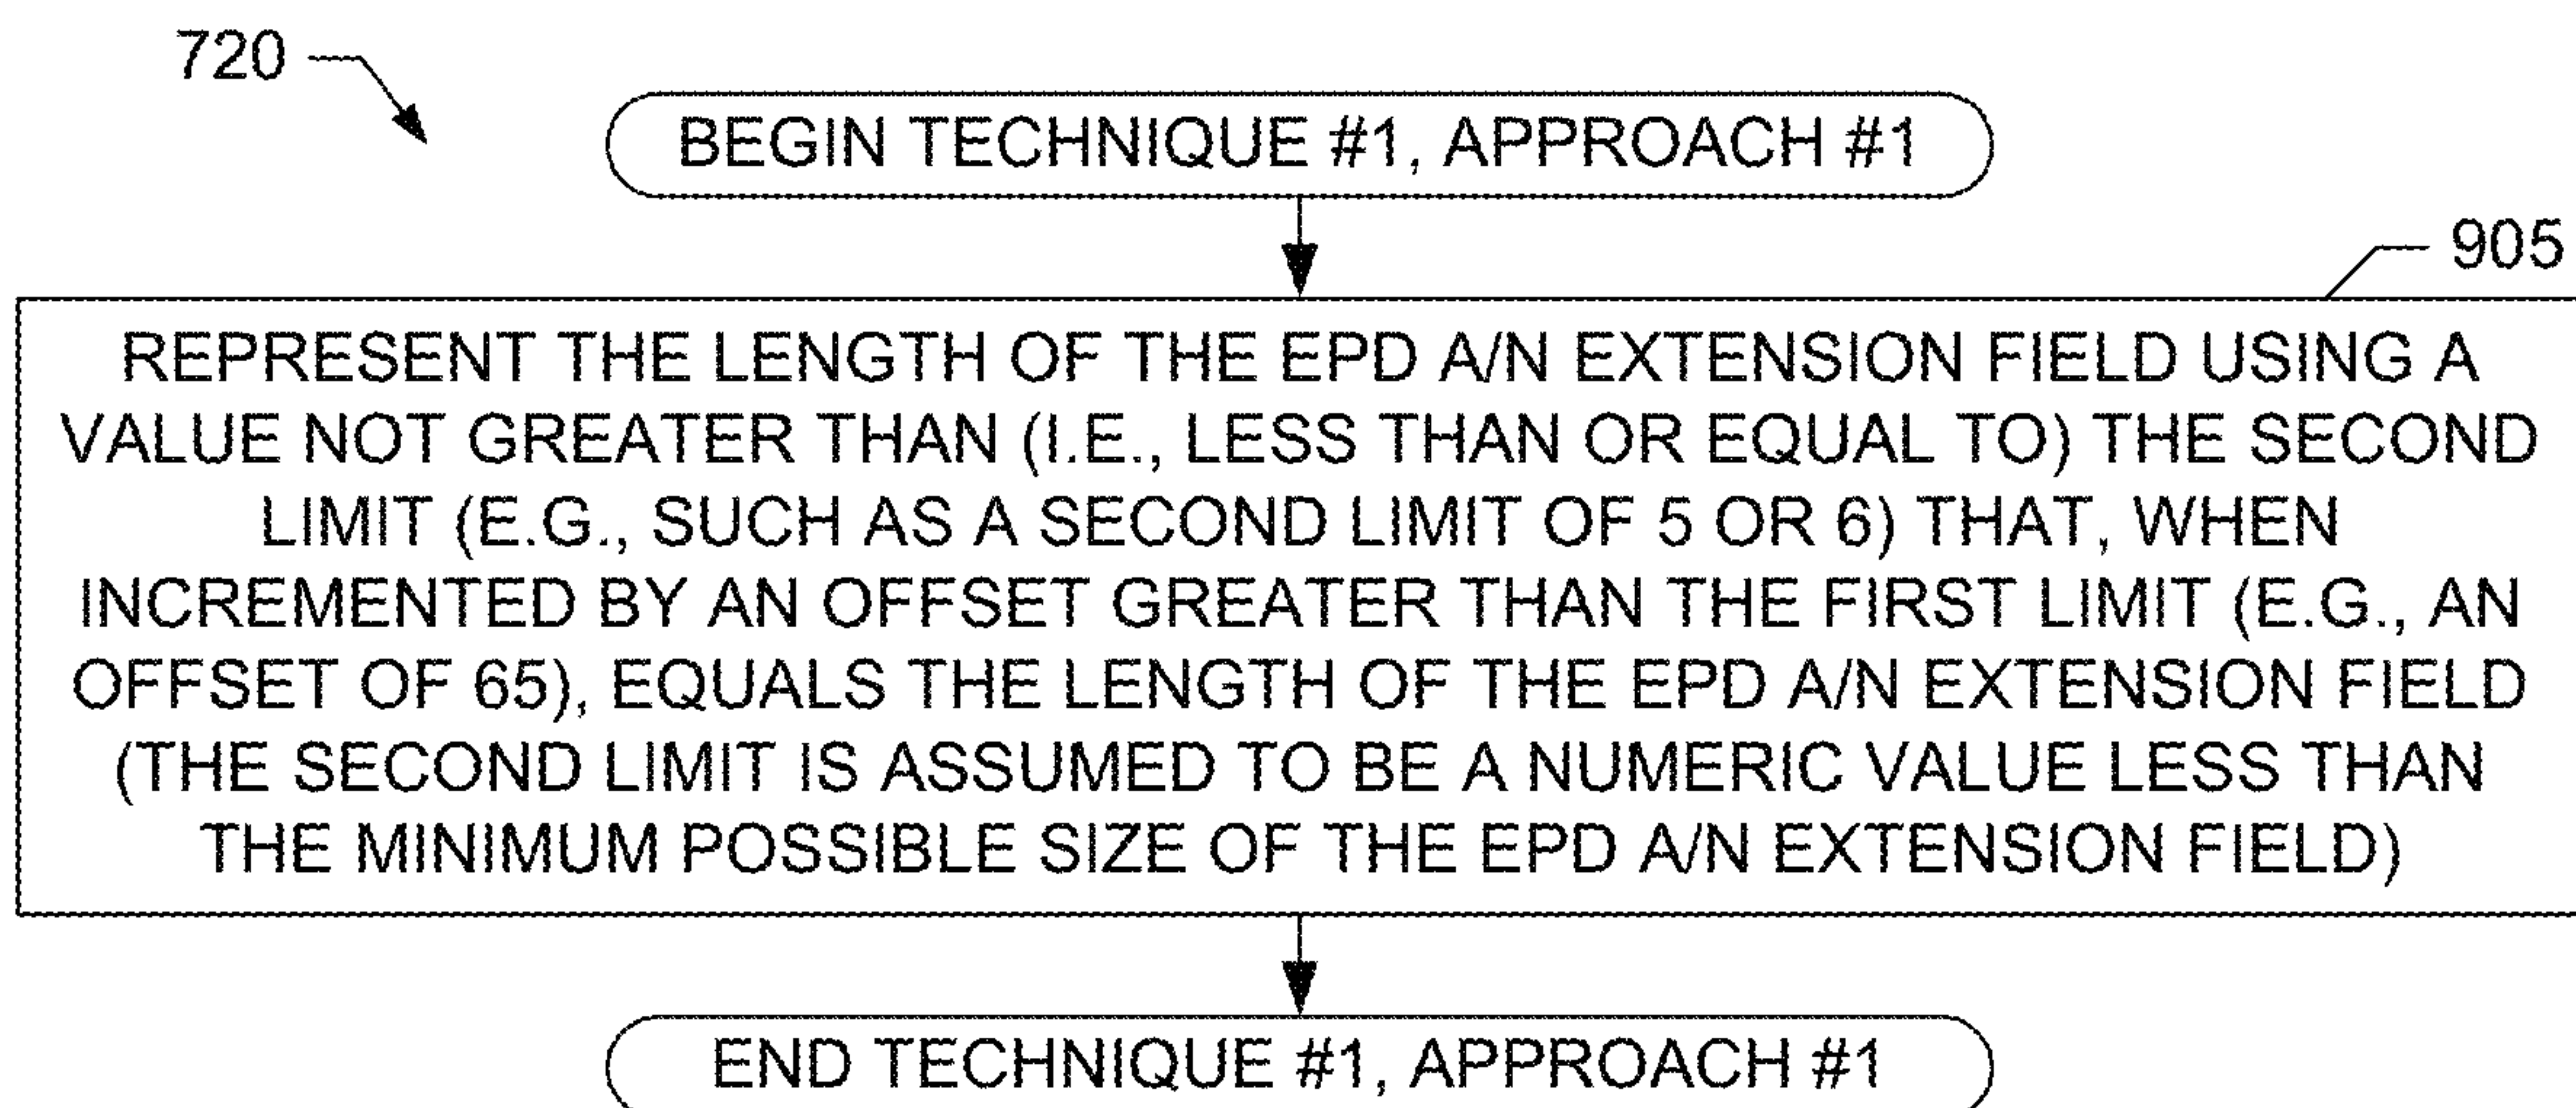 720
BEGIN TECHNIQUE #1, APPROACH #1
905
REPRESENT THE LENGTH OF THE EPD A/N EXTENSION FIELD USING A
VALUE NOT GREATER THAN (I.E., LESS THAN OR EQUAL TO) THE SECOND
LIMIT (E.G., SUCH AS A SECOND LIMIT OF 5 OR 6) THAT, WHEN
INCREMENTED BY AN OFFSET GREATER THAN THE FIRST LIMIT (E.G., AN
OFFSET OF 65), EQUALS THE LENGTH OF THE EPD A/N EXTENSION FIELD
(THE SECOND LIMIT IS ASSUMED TO BE A NUMERIC VALUE LESS THAN
THE MINIMUM POSSIBLE SIZE OF THE EPD A/N EXTENSION FIELD)
END TECHNIQUE #1, APPROACH #1